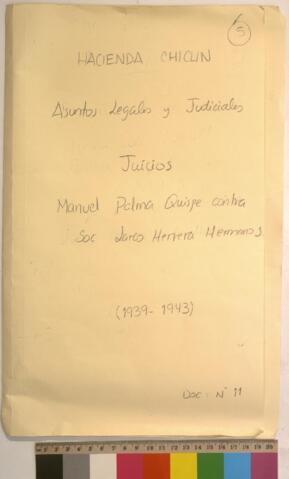 5
HACIENDA CHICLIN
Asuntos Legales y Judiciales
Juicios
Manuel Palma Quispe contra
Soc Larco Herrera Hermanos
(1939-1943)
Doc: Nº 11